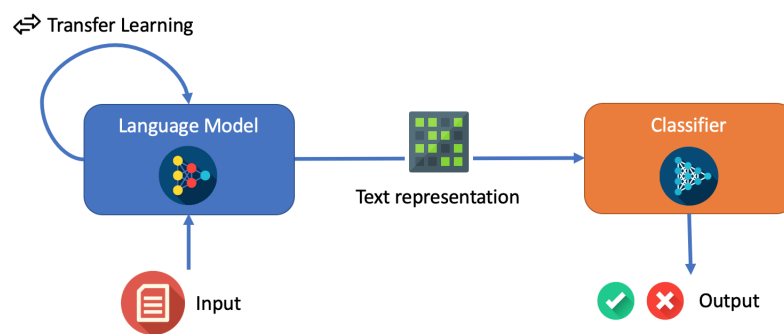 Transfer Learning
Language Model
Classifier
Text representation
Input
Output